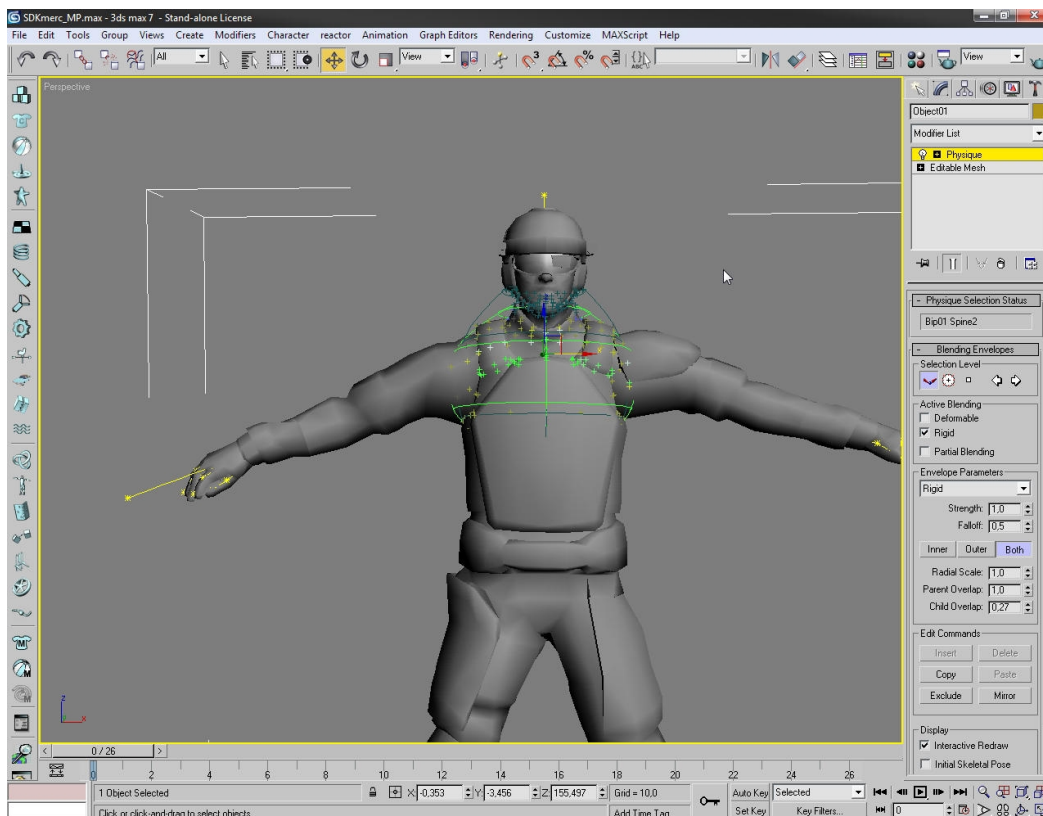 SDKmerc_MP.max - 3ds max 7 - Stand-alone License
File Edit Tools Group Views Create Modifiers Character reactor Animation Graph Editors Rendering Customize MAXScript Help
All
View
View
Perspective
Object01
Modifier List
Physique
Editable Mesh
- Physique Selection Status
Bip01 Spine2
- Blending Envelopes
Selection Level
Active Blending
Deformable
Rigid
Partial Blending
Envelope Parameters
Rigid
Strength: 1,0
Falloff: 0,5
Inner Outer Both
Radial Scale: 1,0
Parent Overlap: 1,0
Child Overlap: 0,27
Edit Commands
Insert Delete
Copy Paste
Exclude Mirror
Display
Interactive Redraw
Initial Skeletal Pose
z
x
< 0 / 26 >
0 2 4 6 8 10 12 14 16 18 20 22 24 26
1 Object Selected X: -0,353 Y: -3,456 Z: 155,497 Grid = 10,0 Auto Key Selected
Click or click-and-drag to select objects Add Time Tag Set Key Key Filters... 0